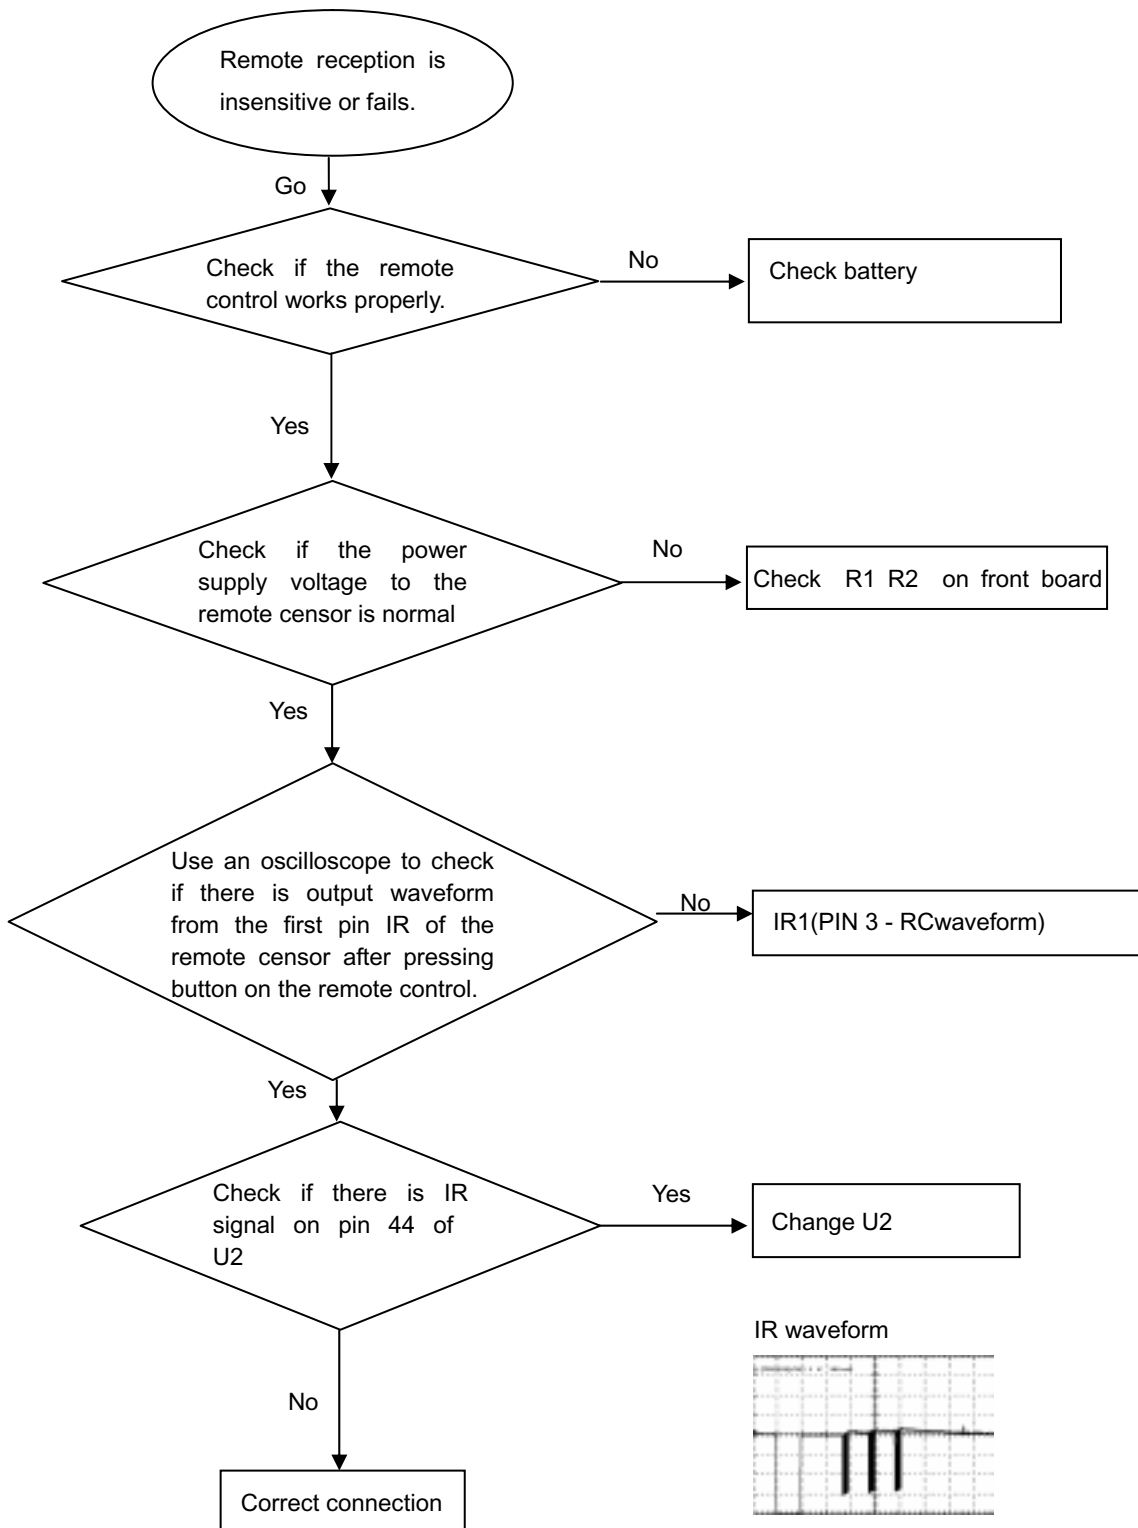 Remote reception is
insensitive or fails.
Go
Check if the remote
control works properly.
No
Check battery
Yes
Check if the power
supply voltage to the
remote censor is normal
No
Check R1 R2 on front board
Yes
Use an oscilloscope to check
if there is output waveform
from the first pin IR of the
remote censor after pressing
button on the remote control.
No
IR1(PIN 3 - RCwaveform)
Yes
Check if there is IR
signal on pin 44 of
U2
Yes
Change U2
IR waveform
No
Correct connection